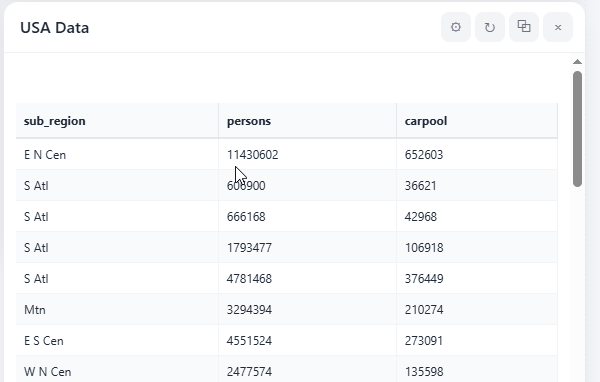 USA Data
sub_region persons carpool
E N Cen 11430602 652603
S Atl 606900 36621
S Atl 666168 42968
S Atl 1793477 106918
S Atl 4781468 376449
Mtn 3294394 210274
E S Cen 4551524 273091
W N Cen 2477574 135598